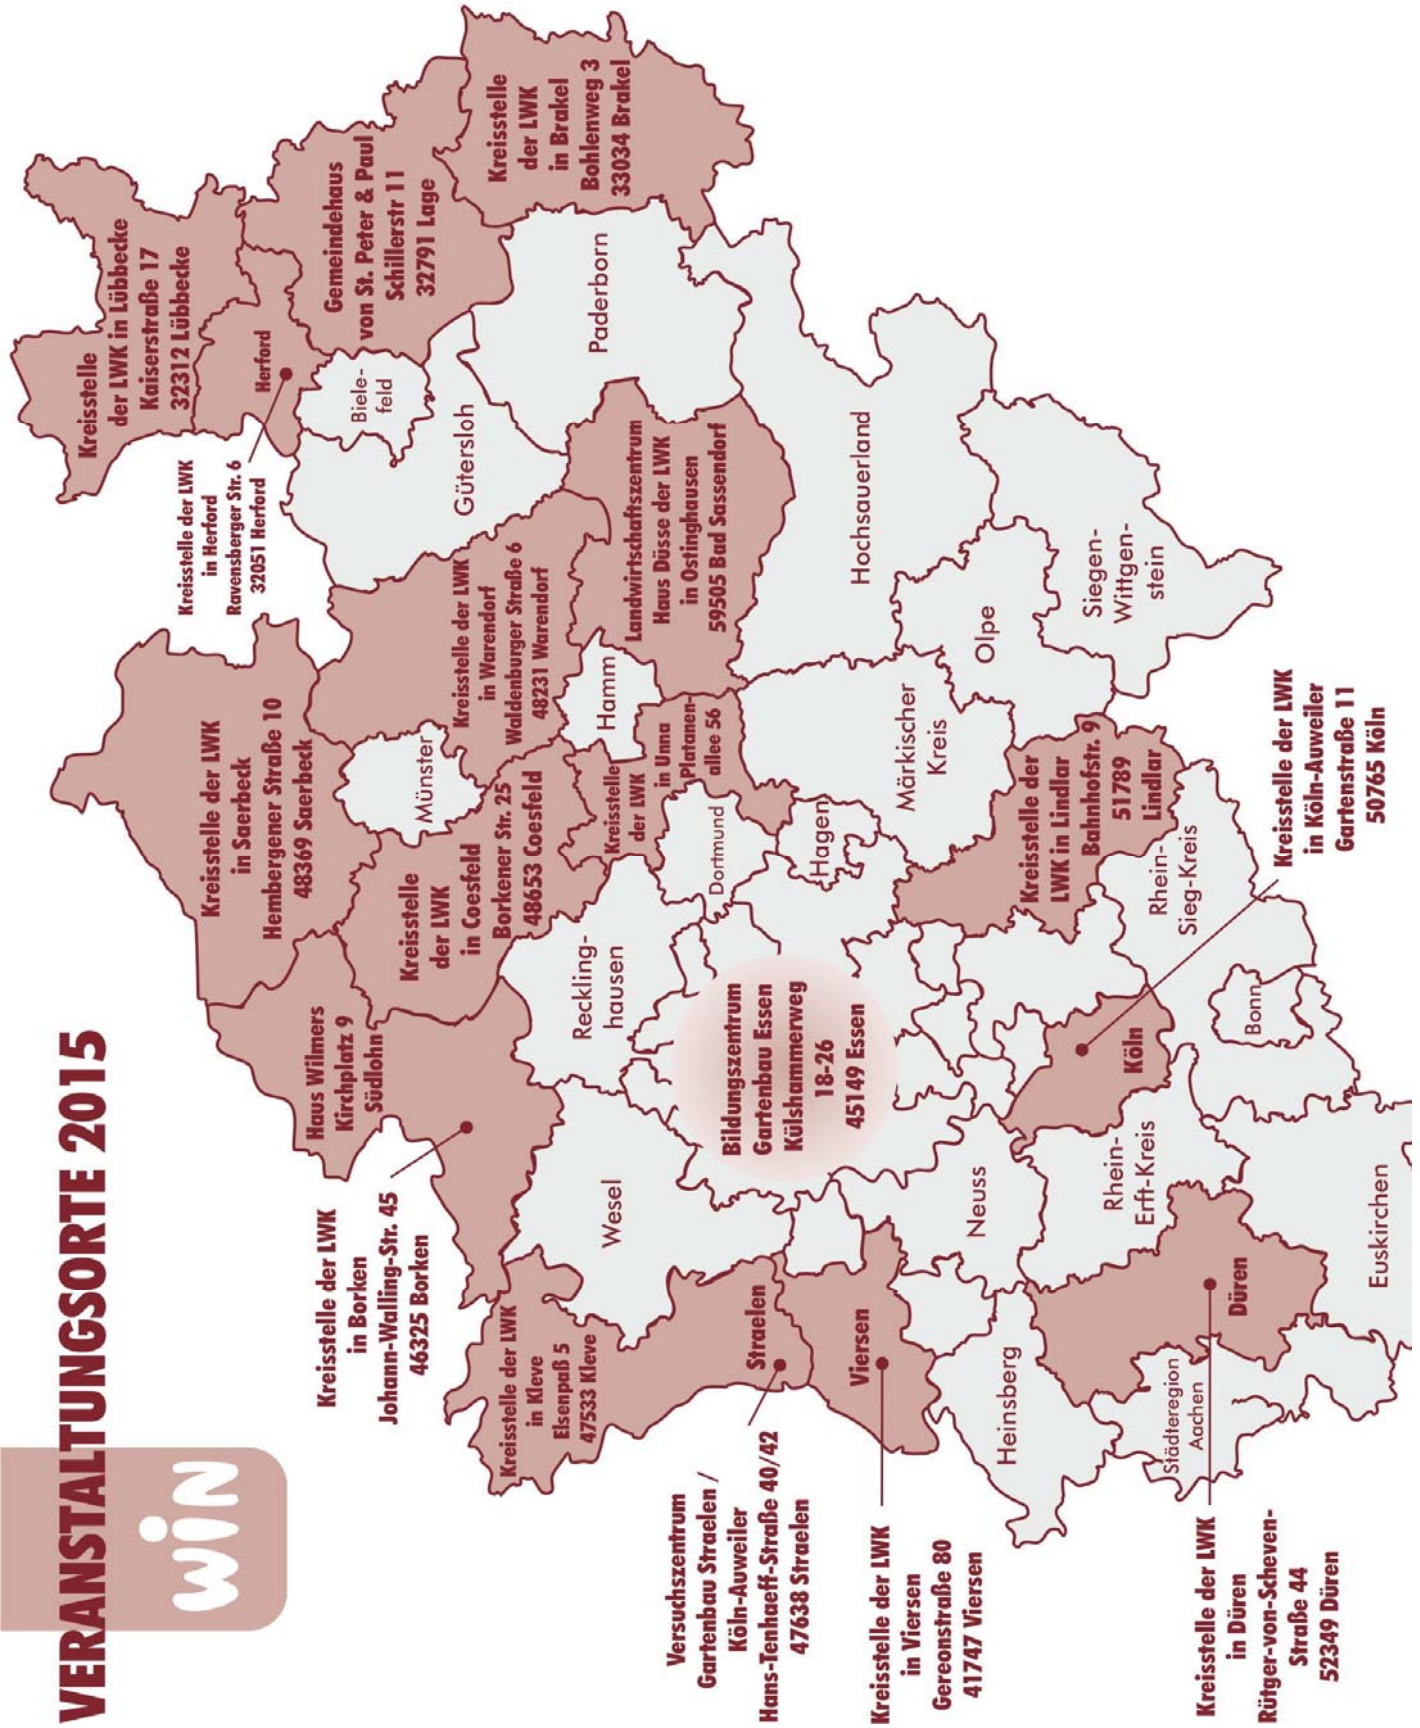 VERANSTALTUNGSORTE 2015
WiN
Kreisstelle
der LWK in Lübbecke
Kaiserstraße 17
32312 Lübbecke
Herford
Kreisstelle der LWK
in Herford
Ravensberger Str. 6
32051 Herford
Gemeindehaus
von St. Peter & Paul
Schillerstr 11
32791 Lage
Kreisstelle
der LWK
in Brakel
Bohlenweg 3
33034 Brakel
Biele-
feld
Gütersloh
Paderborn
Kreisstelle der LWK
in Saerbeck
Hembergener Straße 10
48369 Saerbeck
Münster
Kreisstelle der LWK
in Warendorf
Waldenburger Straße 6
48231 Warendorf
Landwirtschaftszentrum
Haus Düsse der LWK
in Ostinghausen
59505 Bad Sassendorf
Haus Wilmers
Kirchplatz 9
Südlohn
Kreisstelle
der LWK
in Coesfeld
Borkener Str. 25
48653 Coesfeld
Hamm
Kreisstelle
der LWK
in Unna
Platanen-
allee 56
Kreisstelle der LWK
in Borken
Johann-Walling-Str. 45
46325 Borken
Reckling-
hausen
Dortmund
Hagen
Märkischer
Kreis
Hochsauerland
Olpe
Siegen-
Wittgen-
stein
Kreisstelle der LWK
in Kleve
Elsenpaß 5
47533 Kleve
Wesel
Bildungszentrum
Gartenbau Essen
Külshammerweg
18-26
45149 Essen
Kreisstelle der
LWK in Lindlar
Bahnhofstr. 9
51789
Lindlar
Straelen
Versuchszentrum
Gartenbau Straelen /
Köln-Auweiler
Hans-Tenhaeff-Straße 40/42
47638 Straelen
Viersen
Kreisstelle der LWK
in Viersen
Gereonstraße 80
41747 Viersen
Neuss
Heinsberg
Köln
Kreisstelle der LWK
in Köln-Auweiler
Gartenstraße 11
50765 Köln
Rhein-
Sieg-Kreis
Bonn
Rhein-
Erft-Kreis
Städteregion
Aachen
Düren
Kreisstelle der LWK
in Düren
Rütger-von-Scheven-
Straße 44
52349 Düren
Euskirchen